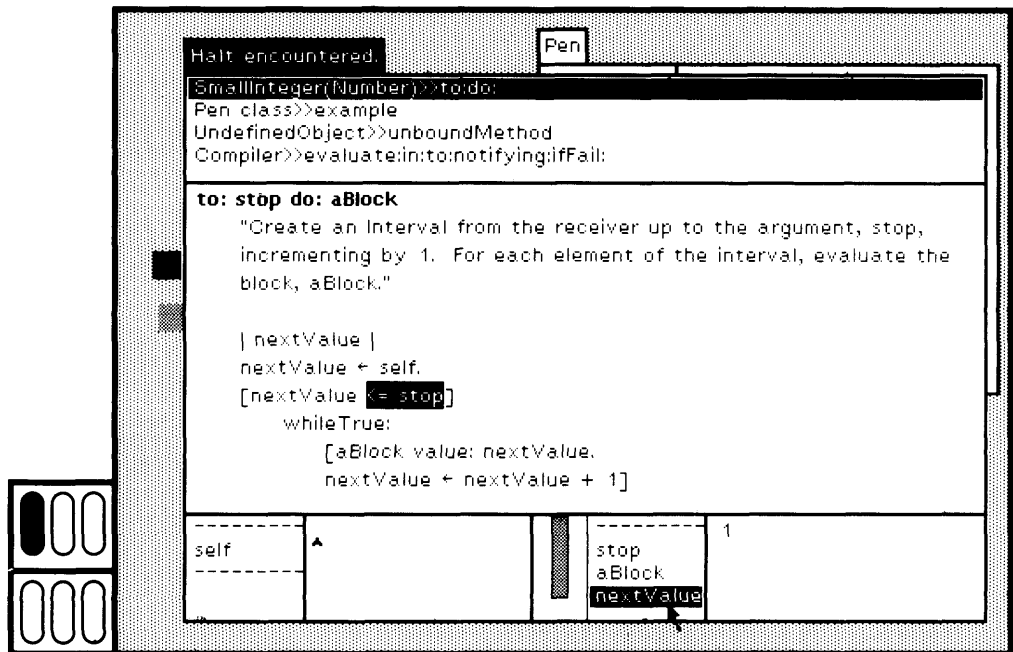 Halt encountered.
Pen
SmallInteger(Number)>>to:do:
Pen class>>example
UndefinedObject>>unboundMethod
Compiler>>evaluate:in:to:notifying:ifFail:
to: stop do: aBlock
"Create an Interval from the receiver up to the argument, stop,
incrementing by 1. For each element of the interval, evaluate the
block, aBlock."
| nextValue |
nextValue ← self.
[nextValue <= stop]
whileTrue:
[aBlock value: nextValue.
nextValue ← nextValue + 1]
self
stop
aBlock
nextValue
1